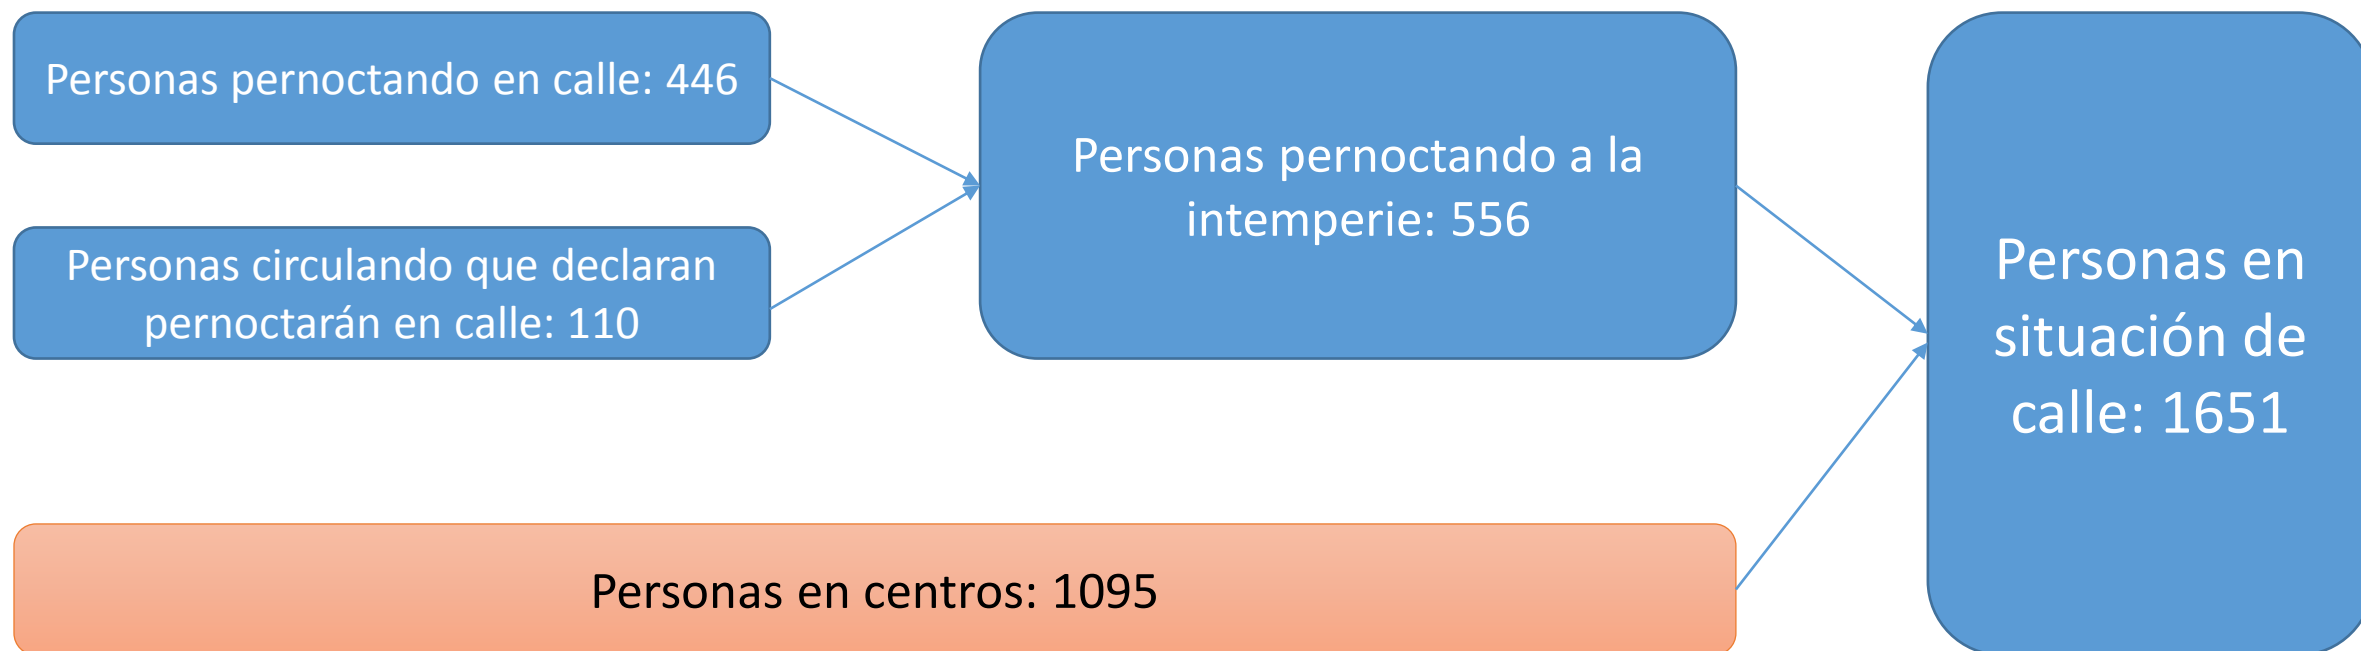 Personas pernoctando en calle: 446
Personas circulando que declaran
pernoctarán en calle: 110
Personas pernoctando a la
intemperie: 556
Personas en centros: 1095
Personas en
situación de
calle: 1651